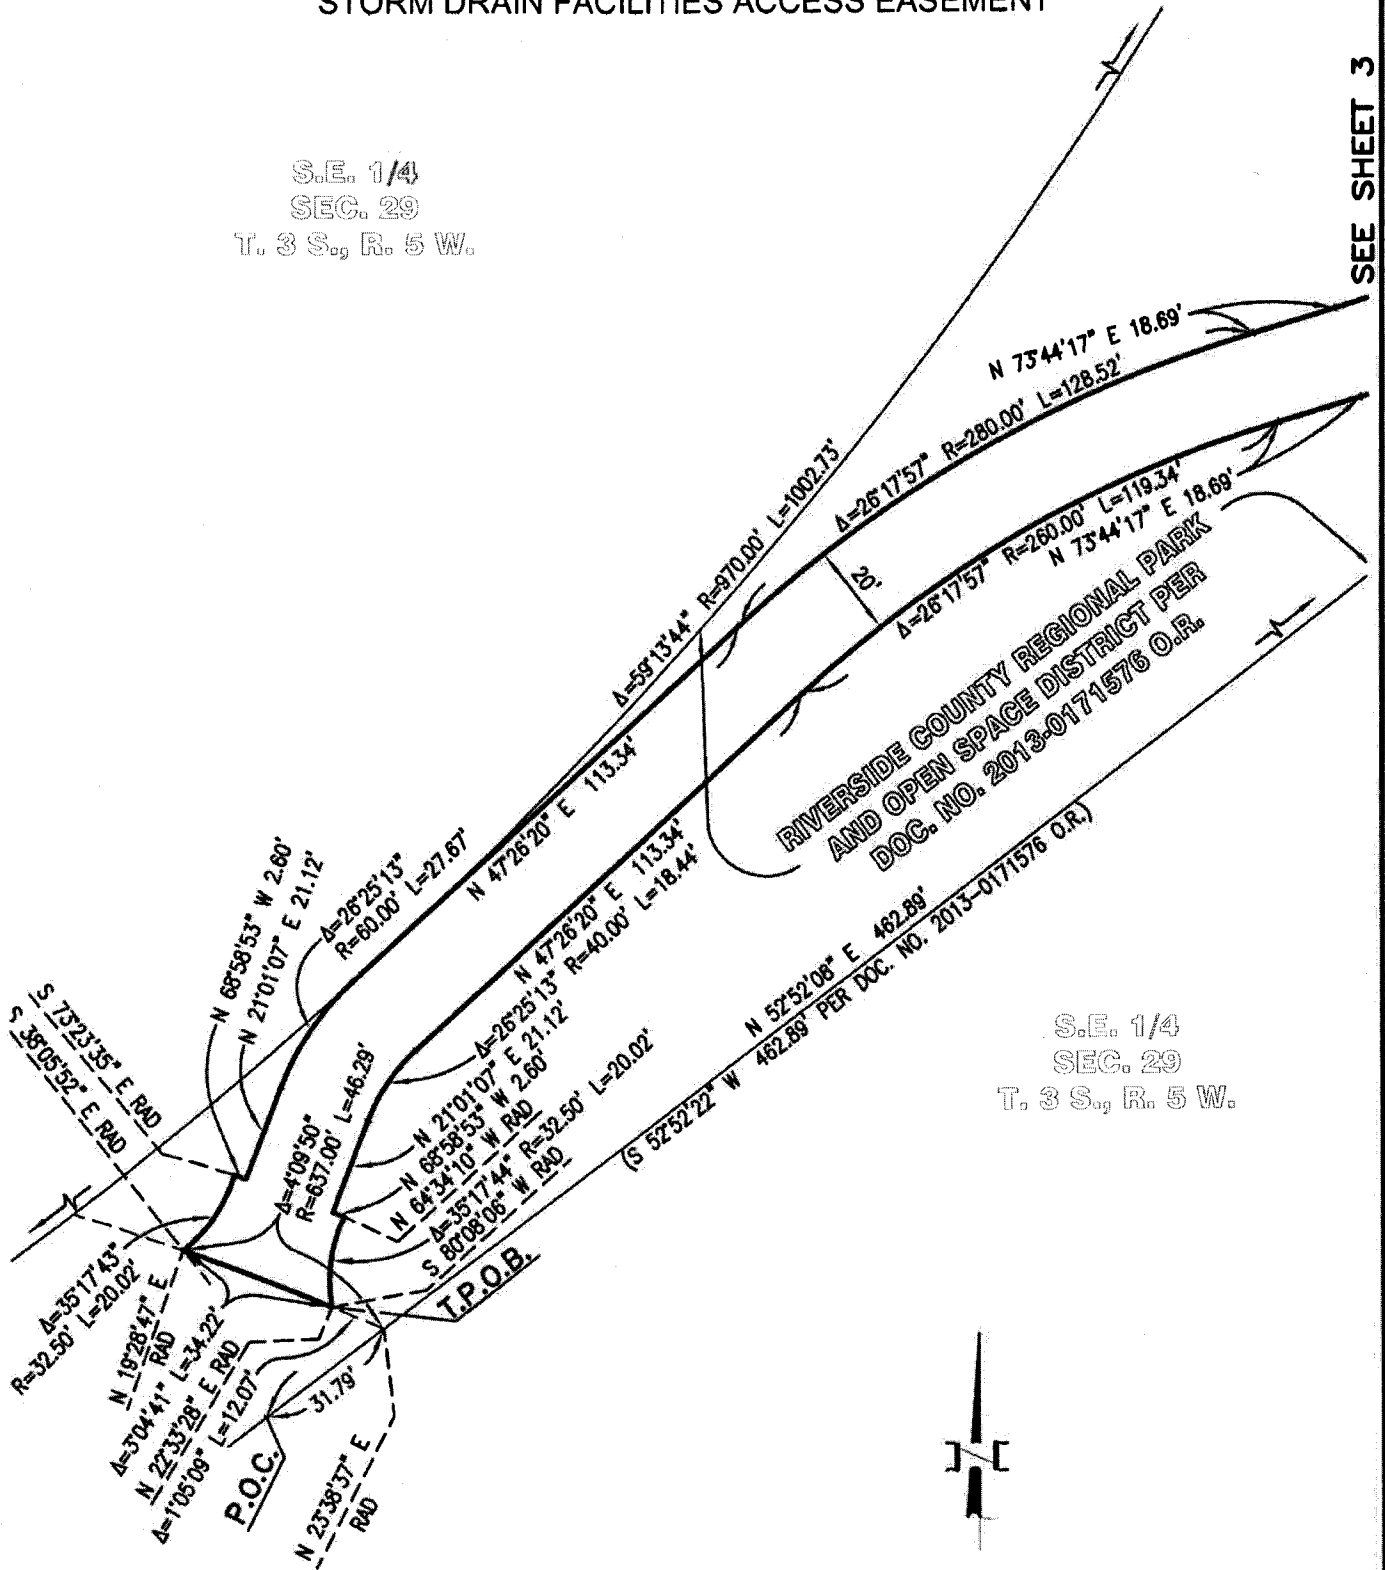 STORM DRAIN FACILITIES ACCESS EASEMENT
SEE SHEET 3
S.E. 1/4
SEC. 29
T. 3 S., R. 5 W.
N 73°44'17" E 18.69'
Δ=26°17'57" R=280.00' L=128.52'
Δ=59°13'44" R=970.00' L=1002.73'
20'
Δ=26°17'57" R=260.00' L=119.34'
N 73°44'17" E 18.69'
RIVERSIDE COUNTY REGIONAL PARK
AND OPEN SPACE DISTRICT PER
DOC. NO. 2013-0171576 O.R.
N 47°26'20" E 113.34'
N 47°26'20" E 113.34'
Δ=26°25'13"
R=60.00' L=27.67'
N 68°58'53" W 2.60'
N 21°01'07" E 21.12'
Δ=26°25'13" R=40.00' L=18.44'
N 21°01'07" E 21.12'
N 68°58'53" W 2.60'
N 64°34'10" W RAD
Δ=35°17'44" R=32.50' L=20.02'
S 80°08'06" W RAD
T.P.O.B.
N 52°52'08" E 462.89'
(S 52°52'22" W 462.89' PER DOC. NO. 2013-0171576 O.R.)
S.E. 1/4
SEC. 29
T. 3 S., R. 5 W.
S 73°23'35" E RAD
S 38°05'52" E RAD
Δ=4°09'50"
R=637.00' L=46.29'
Δ=35°17'43"
R=32.50' L=20.02'
N 19°28'47" E
RAD
Δ=3°04'41" L=34.22'
N 22°33'28" E RAD
Δ=1°05'09" L=12.07'
31.79'
P.O.C.
N 23°38'37" E
RAD